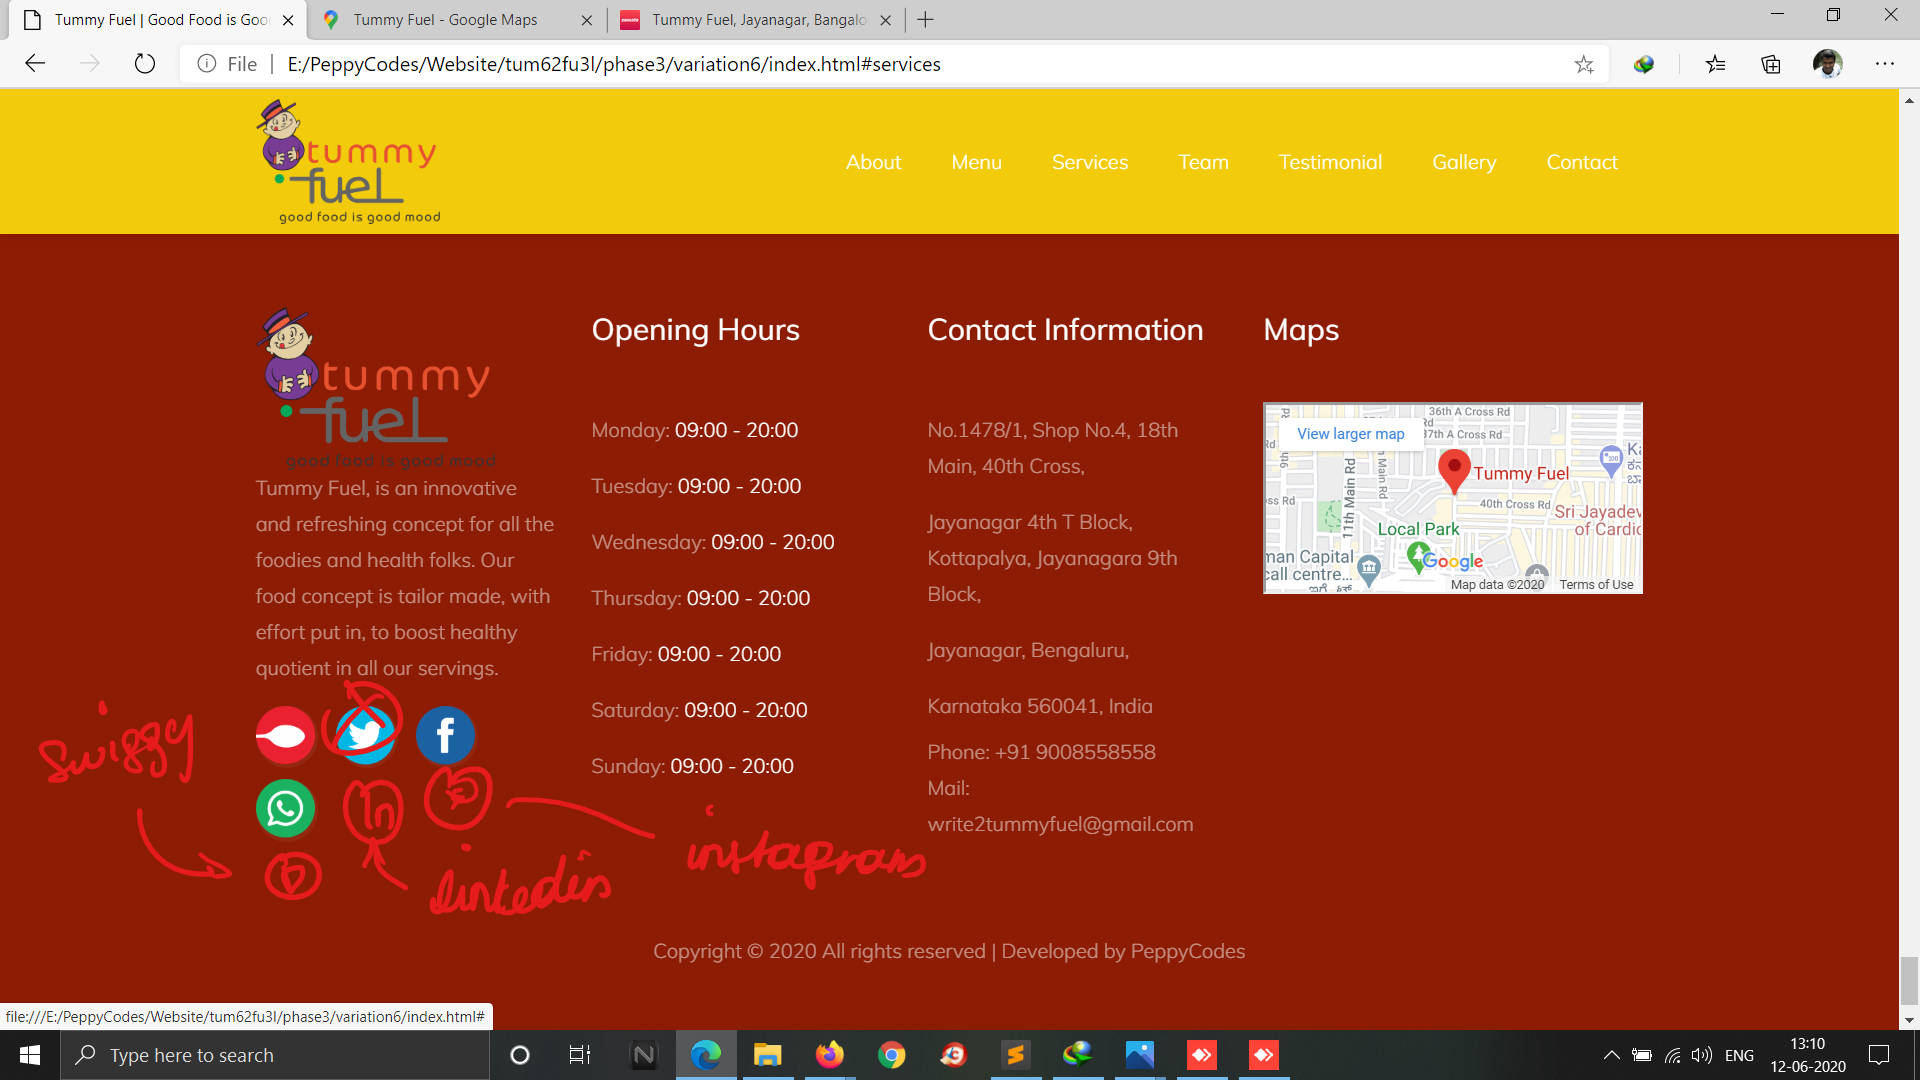 Tummy Fuel | Good Food is Goo
Tummy Fuel - Google Maps
zomato
Tummy Fuel, Jayanagar, Bangalo
File | E:/PeppyCodes/Website/tum62fu3l/phase3/variation6/index.html#services
tummy
fuel
good food is good mood
About
Menu
Services
Team
Testimonial
Gallery
Contact
tummy
fuel
good food is good mood
Tummy Fuel, is an innovative
and refreshing concept for all the
foodies and health folks. Our
food concept is tailor made, with
effort put in, to boost healthy
quotient in all our servings.
swiggy
in
linkedin
instagram
Opening Hours
Monday: 09:00 - 20:00
Tuesday: 09:00 - 20:00
Wednesday: 09:00 - 20:00
Thursday: 09:00 - 20:00
Friday: 09:00 - 20:00
Saturday: 09:00 - 20:00
Sunday: 09:00 - 20:00
Contact Information
No.1478/1, Shop No.4, 18th
Main, 40th Cross,
Jayanagar 4th T Block,
Kottapalya, Jayanagara 9th
Block,
Jayanagar, Bengaluru,
Karnataka 560041, India
Phone: +91 9008558558
Mail:
write2tummyfuel@gmail.com
Maps
View larger map
36th A Cross Rd
37th A Cross Rd
9th
Main Rd
11th Main Rd
ss Rd
Tummy Fuel
40th Cross Rd
Local Park
Sri Jayadev
of Cardic
man Capital
call centre...
Google
Map data ©2020
Terms of Use
Copyright © 2020 All rights reserved | Developed by PeppyCodes
file:///E:/PeppyCodes/Website/tum62fu3l/phase3/variation6/index.html#
Type here to search
ENG
13:10
12-06-2020